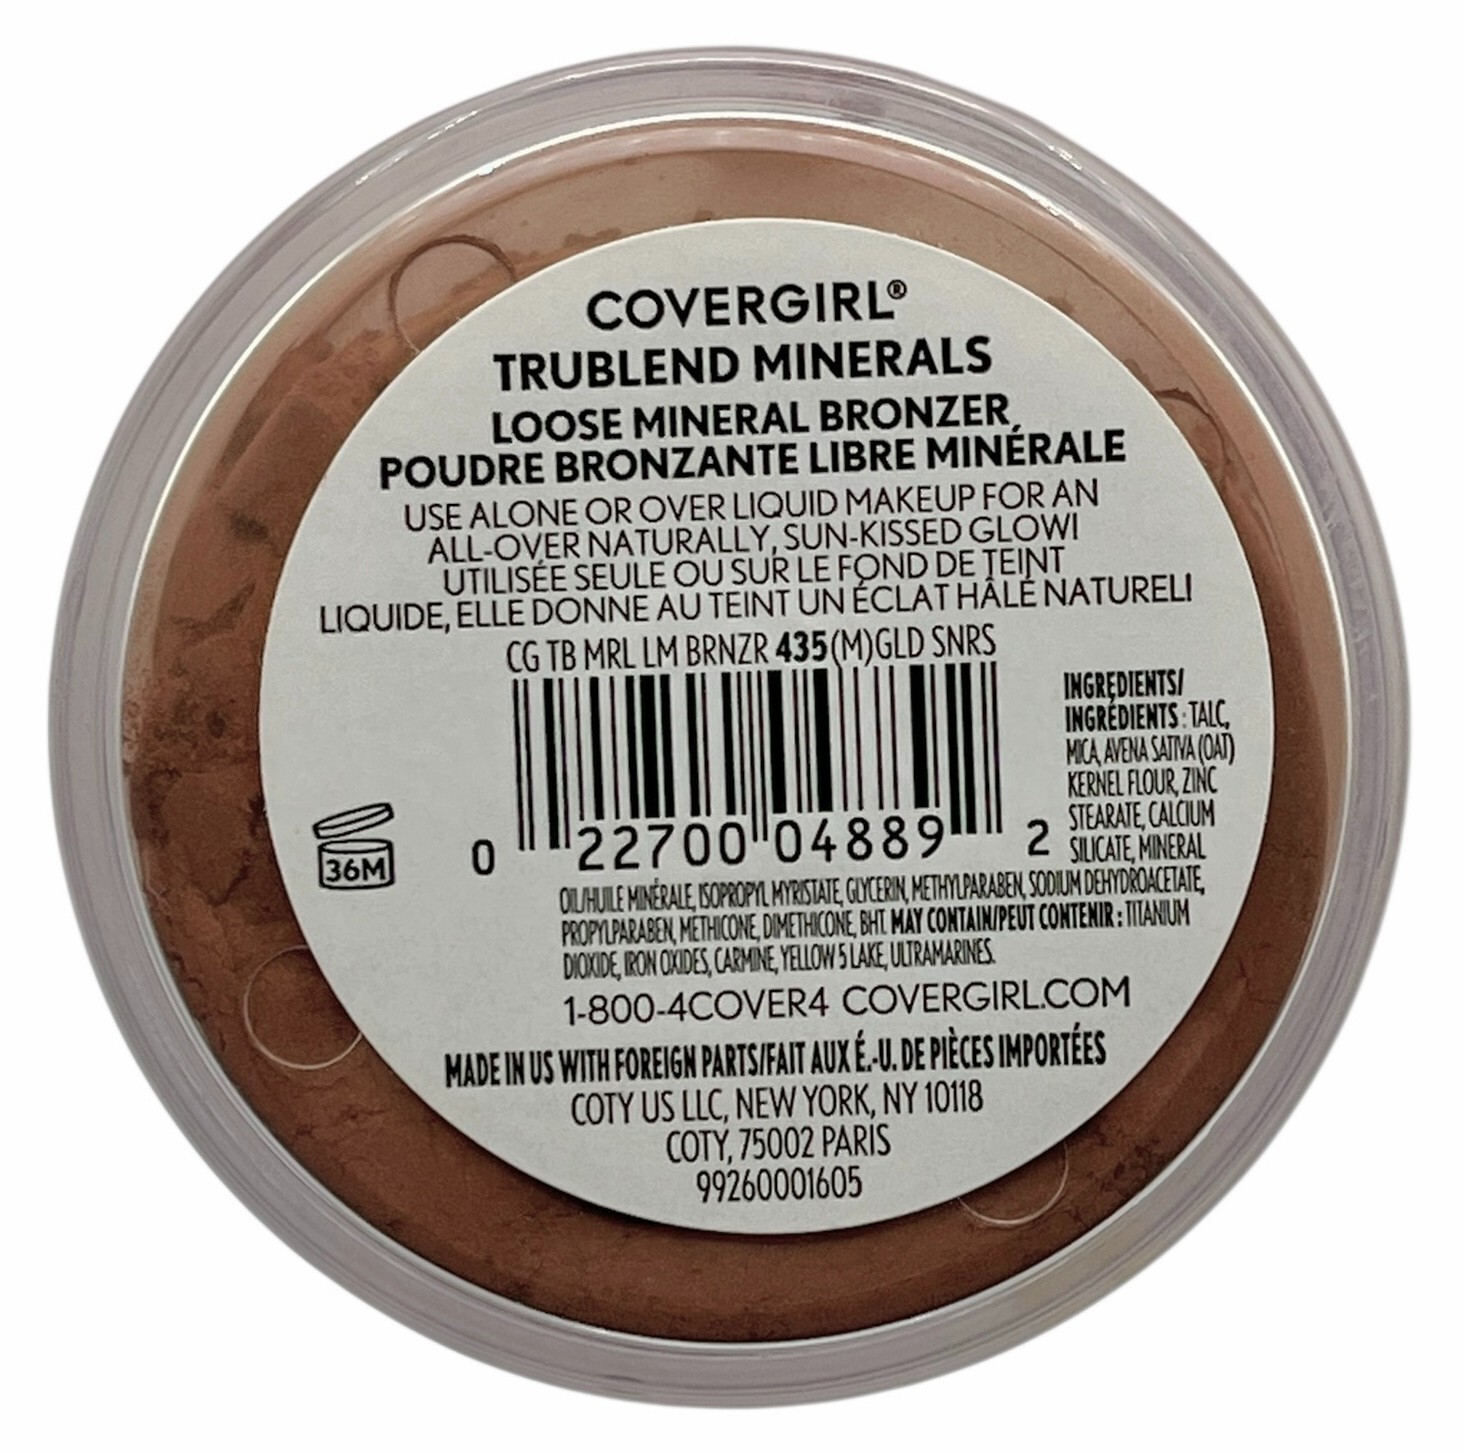 COVERGIRL®
TRUBLEND MINERALS
LOOSE MINERAL BRONZER
POUDRE BRONZANTE LIBRE MINÉRALE
USE ALONE OR OVER LIQUID MAKEUP FOR AN
ALL-OVER NATURALLY, SUN-KISSED GLOW!
UTILISÉE SEULE OU SUR LE FOND DE TEINT
LIQUIDE, ELLE DONNE AU TEINT UN ÉCLAT HÂLÉ NATUREL!
CG TB MRL LM BRNZR 435(M)GLD SNRS
INGREDIENTS/
INGRÉDIENTS : TALC,
MICA, AVENA SATIVA (OAT)
KERNEL FLOUR, ZINC
STEARATE, CALCIUM
SILICATE, MINERAL
36M
0 22700 04889 2
OIL/HUILE MINÉRALE, ISOPROPYL MYRISTATE, GLYCERIN, METHYLPARABEN, SODIUM DEHYDROACETATE,
PROPYLPARABEN, METHICONE, DIMETHICONE, BHT. MAY CONTAIN/PEUT CONTENIR : TITANIUM
DIOXIDE, IRON OXIDES, CARMINE, YELLOW 5 LAKE, ULTRAMARINES.
1-800-4COVER4 COVERGIRL.COM
MADE IN US WITH FOREIGN PARTS/FAIT AUX É.-U. DE PIÈCES IMPORTÉES
COTY US LLC, NEW YORK, NY 10118
COTY, 75002 PARIS
99260001605